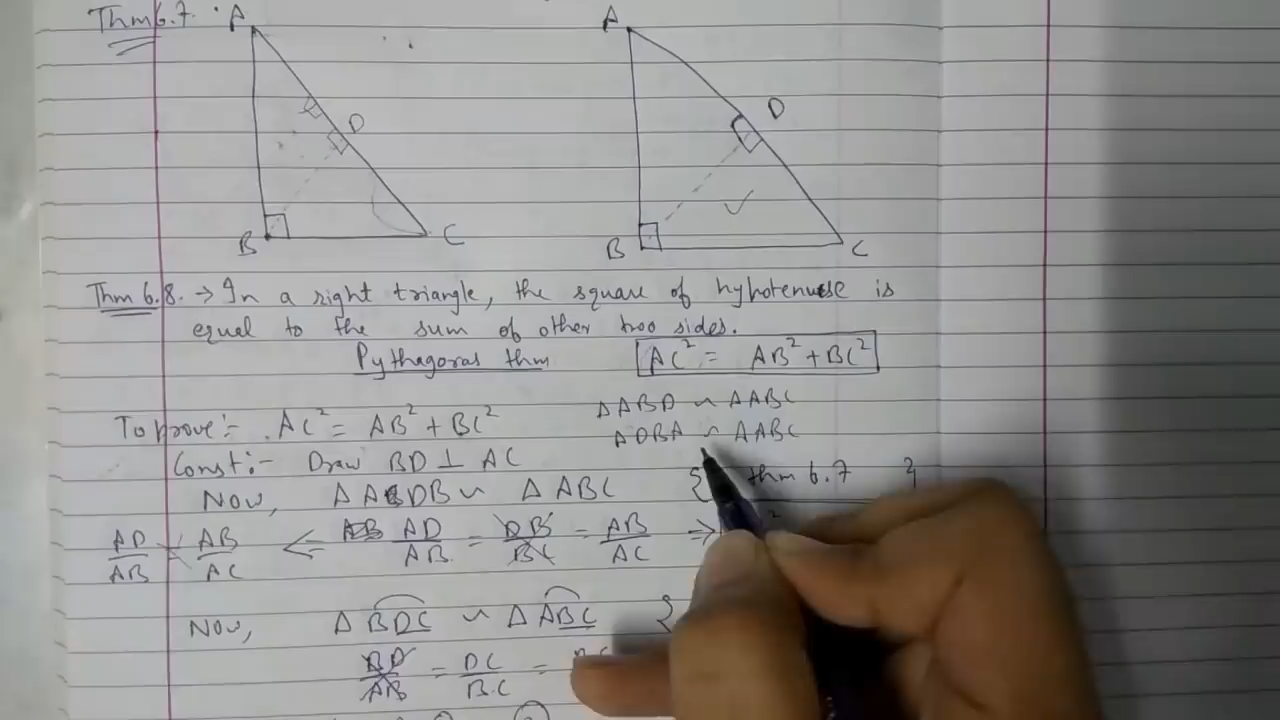 Thm 6.7.
A
D
B
C
A
D
B
C
Thm 6.8. → In a right triangle, the square of hypotenuse is
equal to the sum of other two sides.
Pythagoras thm AC² = AB² + BC²
To prove:- AC² = AB² + BC² ΔABD ~ ΔABC
ΔDBA ~ ΔABC
Const:- Draw BD ⊥ AC
Now, ΔADB ~ ΔABC { thm 6.7 }
AD/AB = AB/AC <= AD/AB = DB/BC = AB/AC =>
Now, ΔBDC ~ ΔABC {
BD/AB = DC/BC =